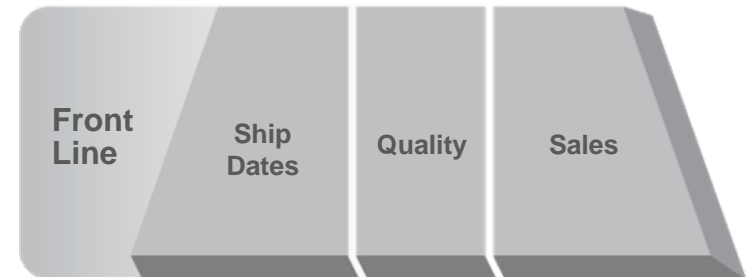 Front
Line
Ship
Dates
Quality
Sales